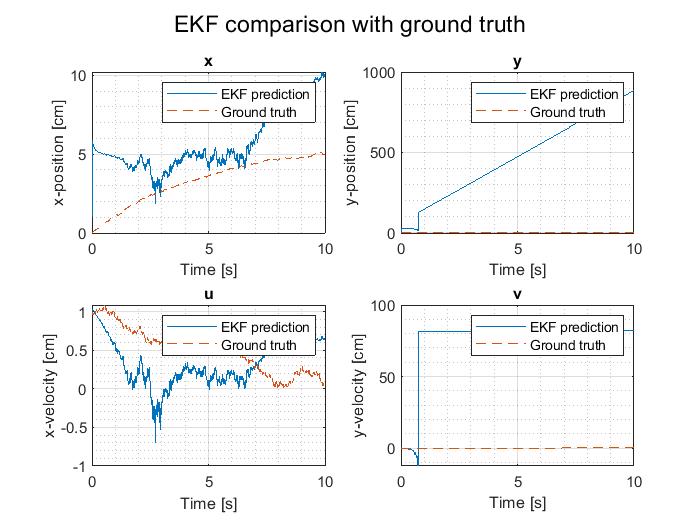 EKF comparison with ground truth
x
10
5
0
x-position [cm]
EKF prediction
Ground truth
0
5
10
Time [s]
y
1000
500
0
y-position [cm]
EKF prediction
Ground truth
0
5
10
Time [s]
u
1
0.5
0
-0.5
-1
x-velocity [cm]
EKF prediction
Ground truth
0
5
10
Time [s]
v
100
50
0
y-velocity [cm]
EKF prediction
Ground truth
0
5
10
Time [s]